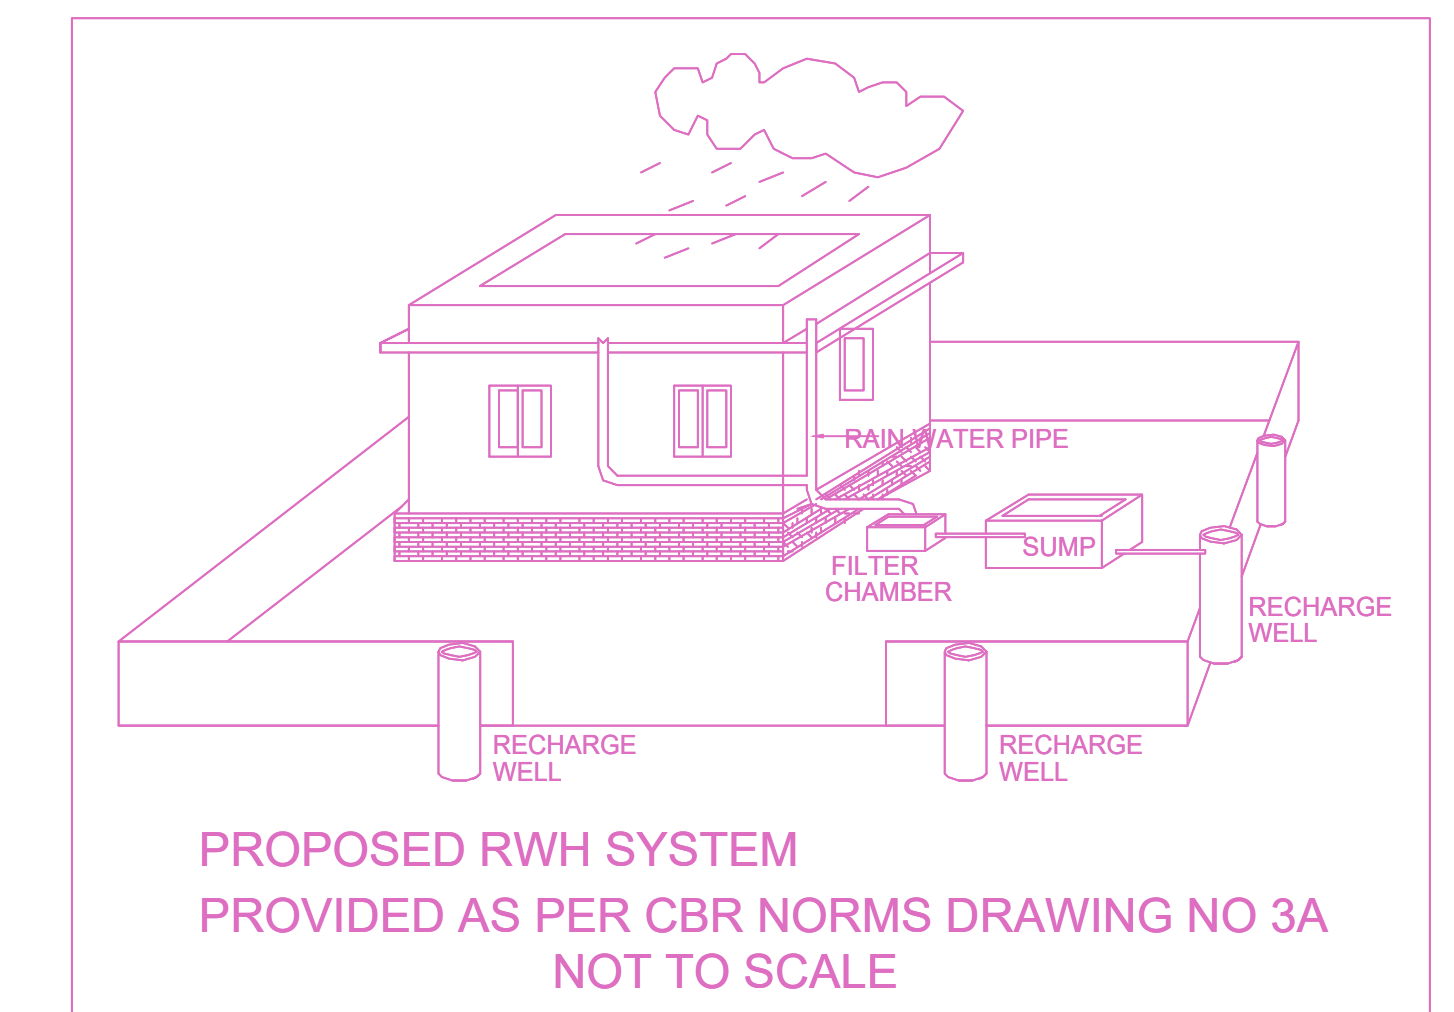 RAIN WATER PIPE
SUMP
FILTER
CHAMBER
RECHARGE
WELL
RECHARGE
WELL
RECHARGE
WELL
PROPOSED RWH SYSTEM
PROVIDED AS PER CBR NORMS DRAWING NO 3A
NOT TO SCALE